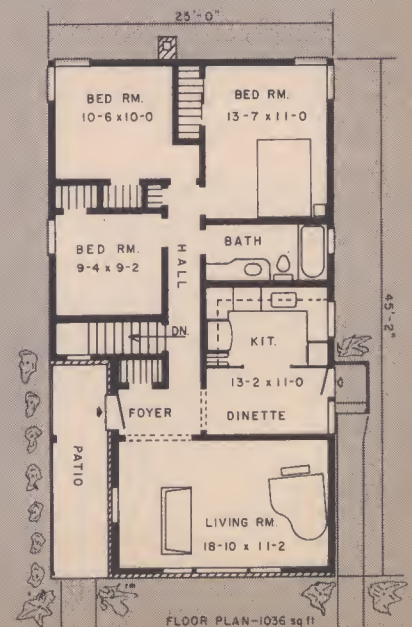 25'-0"
BED RM.
10-6 x 10-0
BED RM.
13-7 x 11-0
BED RM.
9-4 x 9-2
HALL
BATH
DN.
KIT.
13-2 x 11-0
DINETTE
FOYER
PATIO
LIVING RM.
18-10 x 11-2
45'-2"
FLOOR PLAN-1036 sq ft